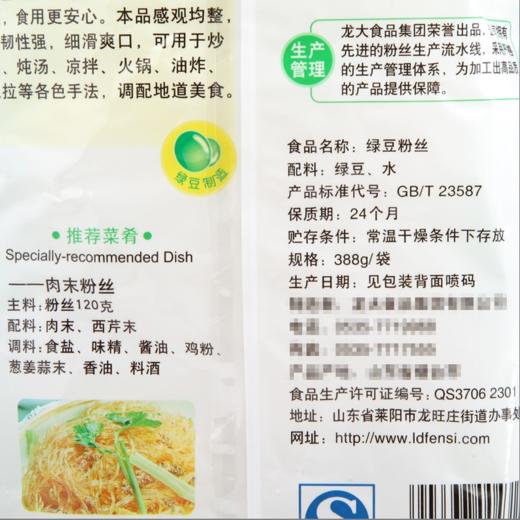 ，食用更安心。本品感观均整，
韧性强，细滑爽口，可用于炒
、炖汤、凉拌、火锅、油炸、
拉等各色手法，调配地道美食。
绿豆制造
• 推荐菜肴 •
Specially-recommended Dish
——肉末粉丝
主料：粉丝120克
配料：肉末、西芹末
调料：食盐、味精、酱油、鸡粉、
葱姜蒜末、香油、料酒
生产
管理
龙大食品集团荣誉出品，
先进的粉丝生产流水线，
的生产管理体系，为加工出高品
的产品提供保障。
食品名称：绿豆粉丝
配料：绿豆、水
产品标准代号：GB/T 23587
保质期：24个月
贮存条件：常温干燥条件下存放
规格：388g/袋
生产日期：见包装背面喷码
食品生产许可证编号：QS3706 2301
地址：山东省莱阳市龙旺庄街道办事处
网址：http://www.ldfensi.com